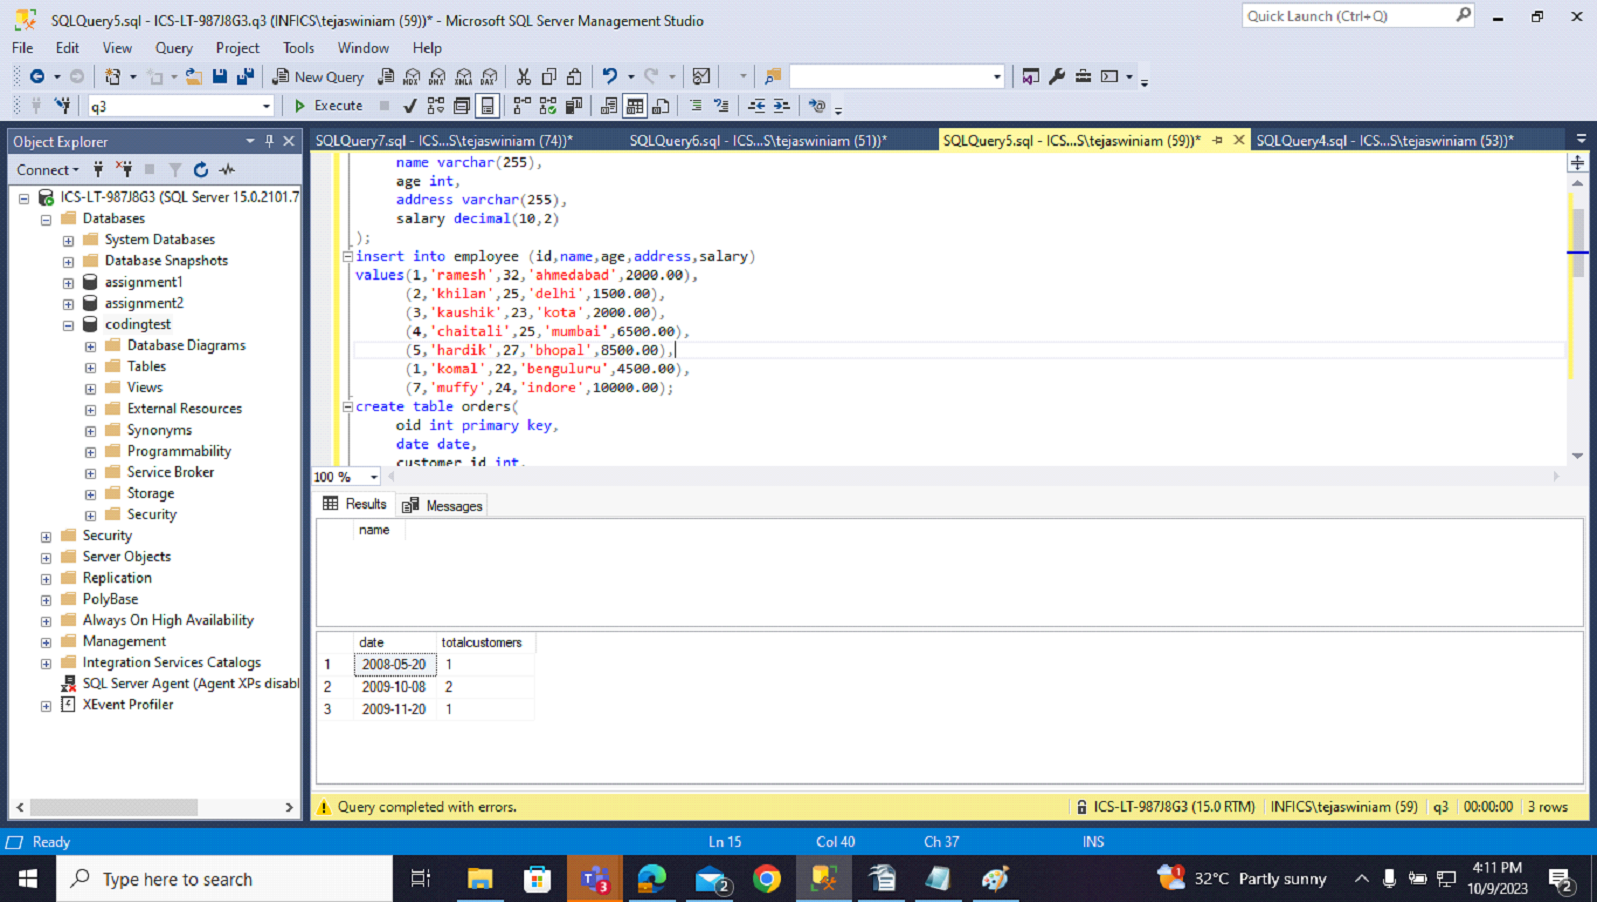 SQLQuery5.sql - ICS-LT-987J8G3.q3 (INFICS\tejaswiniam (59))* - Microsoft SQL Server Management Studio
Quick Launch (Ctrl+Q)
File Edit View Query Project Tools Window Help
New Query MDX DMX XMLA DAX
q3 Execute
Object Explorer
SQLQuery7.sql - ICS...S\tejaswiniam (74))* SQLQuery6.sql - ICS...S\tejaswiniam (51))* SQLQuery5.sql - ICS...S\tejaswiniam (59))* SQLQuery4.sql - ICS...S\tejaswiniam (53))*
Connect
ICS-LT-987J8G3 (SQL Server 15.0.2101.7
Databases
System Databases
Database Snapshots
assignment1
assignment2
codingtest
Database Diagrams
Tables
Views
External Resources
Synonyms
Programmability
Service Broker
Storage
Security
Security
Server Objects
Replication
PolyBase
Always On High Availability
Management
Integration Services Catalogs
SQL Server Agent (Agent XPs disabl
XEvent Profiler
name varchar(255),
age int,
address varchar(255),
salary decimal(10,2)
);
insert into employee (id,name,age,address,salary)
values(1,'ramesh',32,'ahmedabad',2000.00),
(2,'khilan',25,'delhi',1500.00),
(3,'kaushik',23,'kota',2000.00),
(4,'chaitali',25,'mumbai',6500.00),
(5,'hardik',27,'bhopal',8500.00),
(1,'komal',22,'benguluru',4500.00),
(7,'muffy',24,'indore',10000.00);
create table orders(
oid int primary key,
date date,
customer_id int,
100 %
Results Messages
name
date totalcustomers
1 2008-05-20 1
2 2009-10-08 2
3 2009-11-20 1
Query completed with errors. ICS-LT-987J8G3 (15.0 RTM) INFICS\tejaswiniam (59) q3 00:00:00 3 rows
Ready Ln 15 Col 40 Ch 37 INS
Type here to search 3 2 32°C Partly sunny 4:11 PM
10/9/2023 2